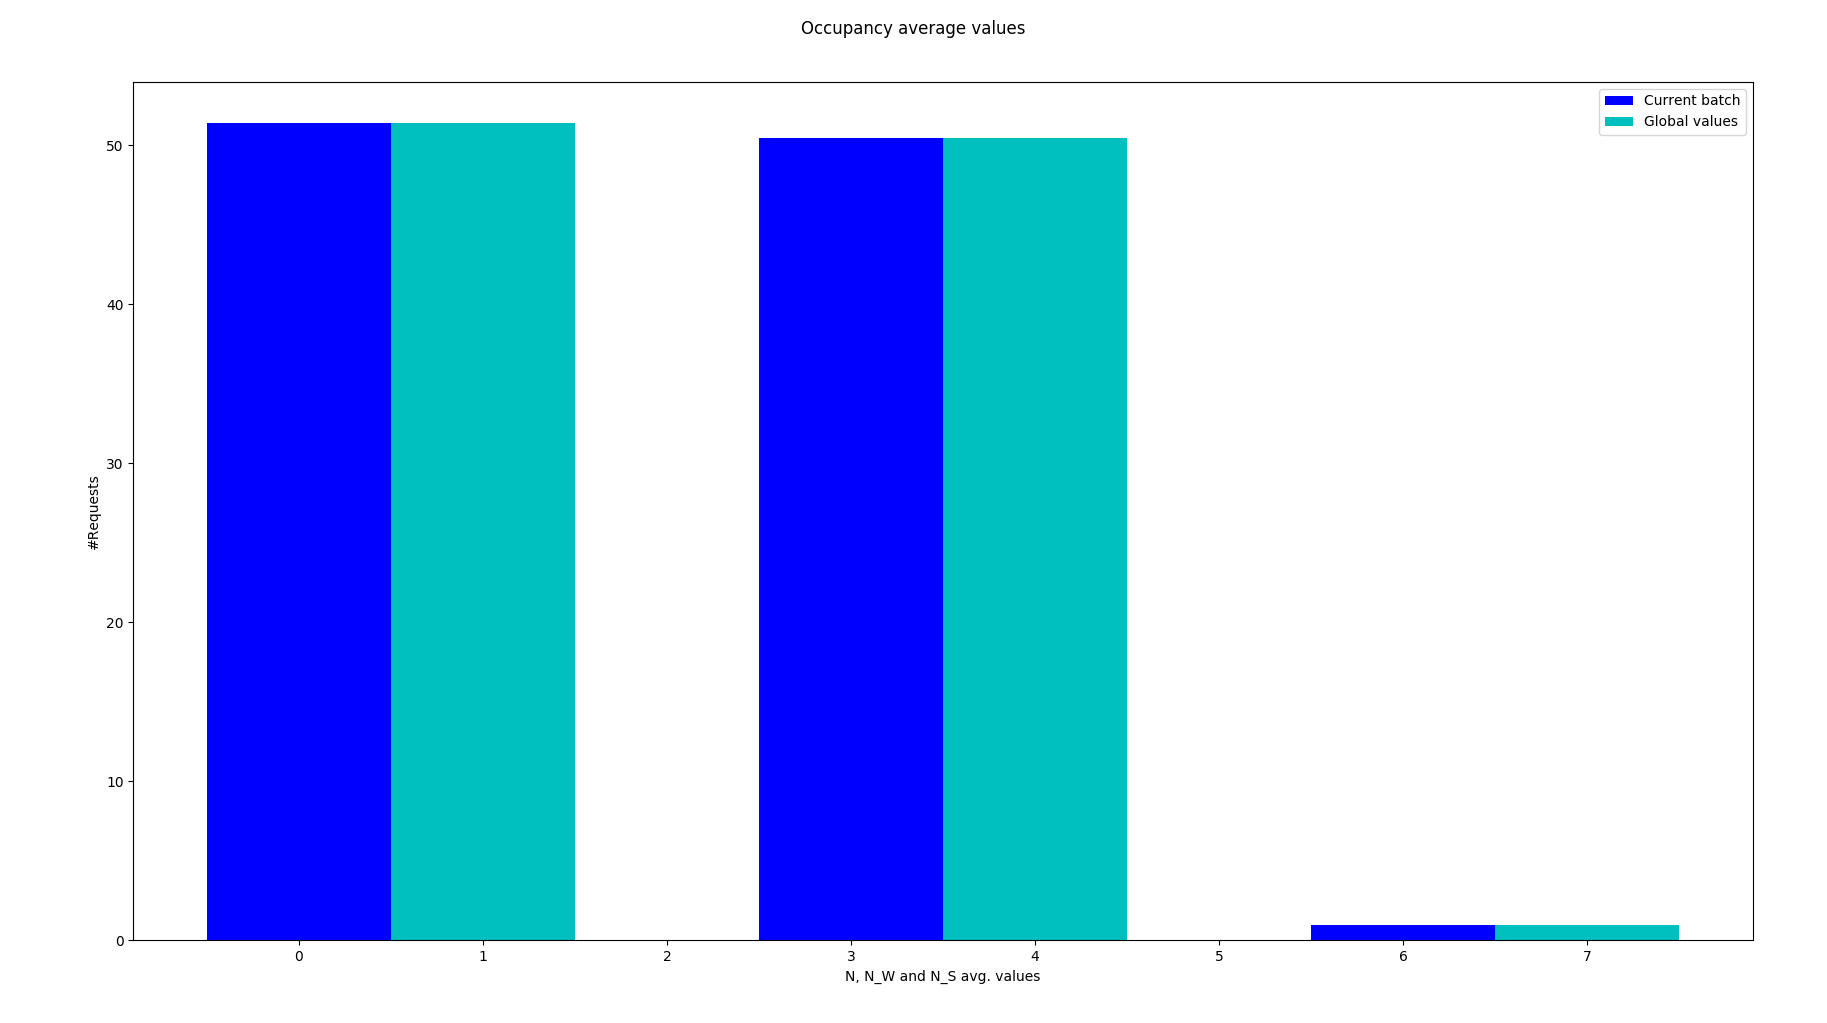 Occupancy average values
Current batch
Global values
50
40
30
20
10
0
#Requests
0 1 2 3 4 5 6 7
N, N_W and N_S avg. values